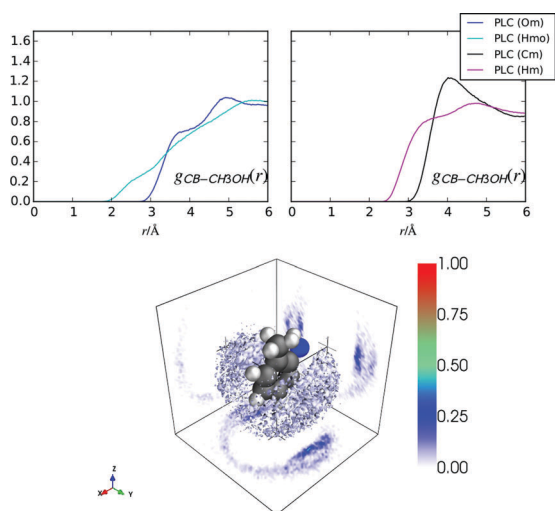 PLC (Om)
PLC (Hmo)
PLC (Cm)
PLC (Hm)
1.6
1.4
1.2
1.0
0.8
0.6
0.4
0.2
0.0
gCB−CH3OH(r)
gCB−CH3OH(r)
0 1 2 3 4 5 6
0 1 2 3 4 5 6
r/Å
r/Å
1.00
0.75
0.50
0.25
0.00
Z
X
Y